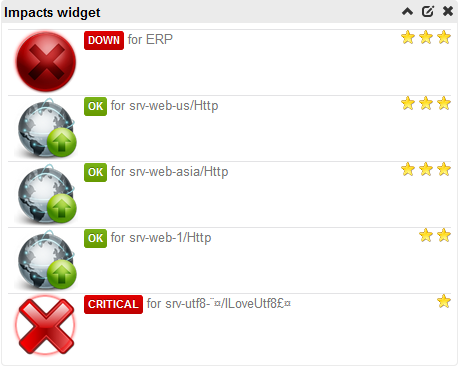 Impacts widget
DOWN for ERP
OK for srv-web-us/Http
OK for srv-web-asia/Http
OK for srv-web-1/Http
CRITICAL for srv-utf8-¨¤/ILoveUtf8£¤